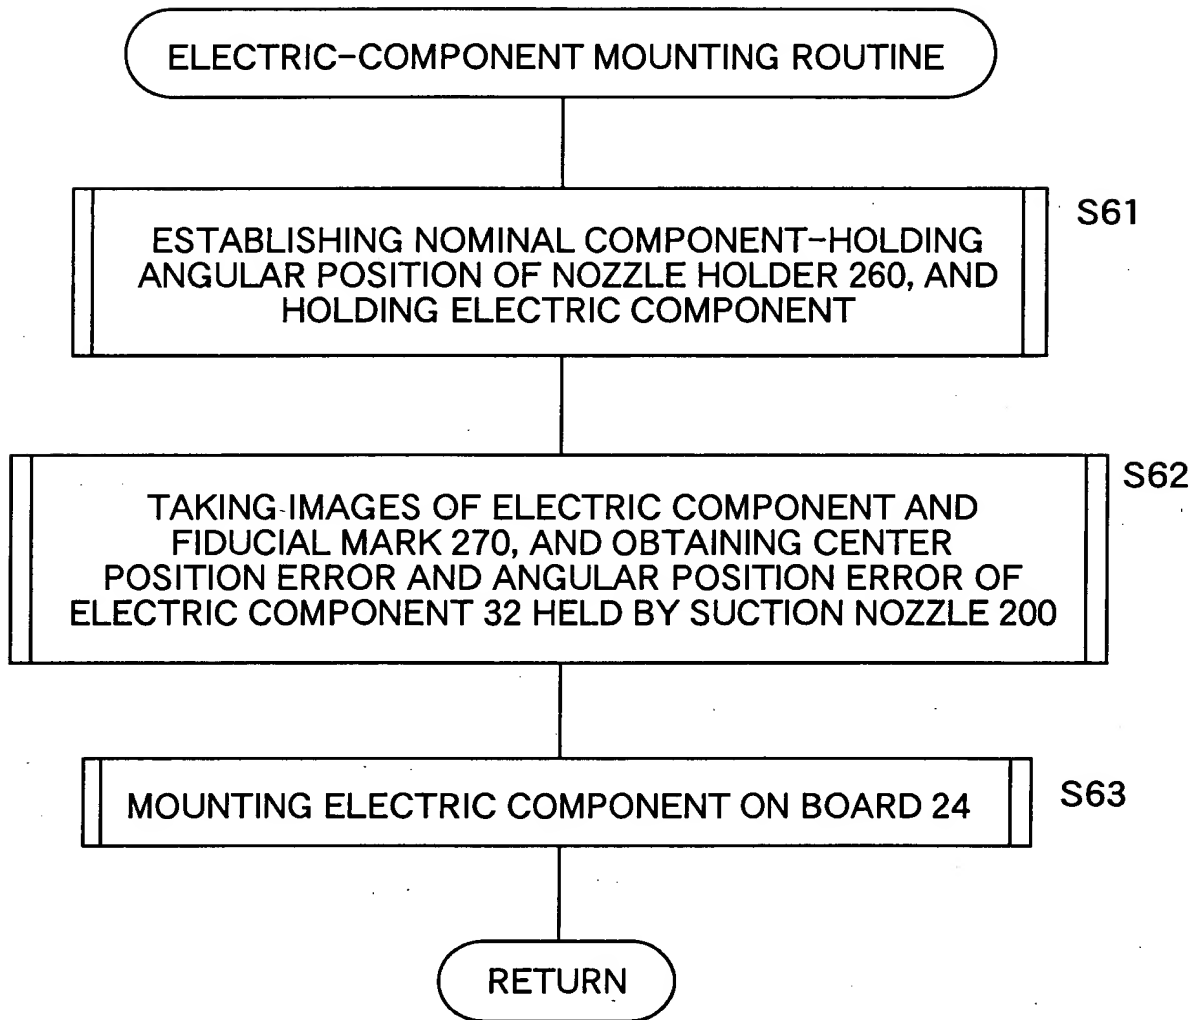 ELECTRIC-COMPONENT MOUNTING ROUTINE
S61
ESTABLISHING NOMINAL COMPONENT-HOLDING
ANGULAR POSITION OF NOZZLE HOLDER 260, AND
HOLDING ELECTRIC COMPONENT
S62
TAKING IMAGES OF ELECTRIC COMPONENT AND
FIDUCIAL MARK 270, AND OBTAINING CENTER
POSITION ERROR AND ANGULAR POSITION ERROR OF
ELECTRIC COMPONENT 32 HELD BY SUCTION NOZZLE 200
S63
MOUNTING ELECTRIC COMPONENT ON BOARD 24
RETURN